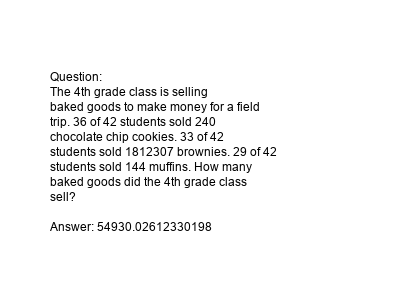 Question:
The 4th grade class is selling
baked goods to make money for a field
trip. 36 of 42 students sold 240
chocolate chip cookies. 33 of 42
students sold 1812307 brownies. 29 of 42
students sold 144 muffins. How many
baked goods did the 4th grade class
sell?
Answer: 54930.02612330198